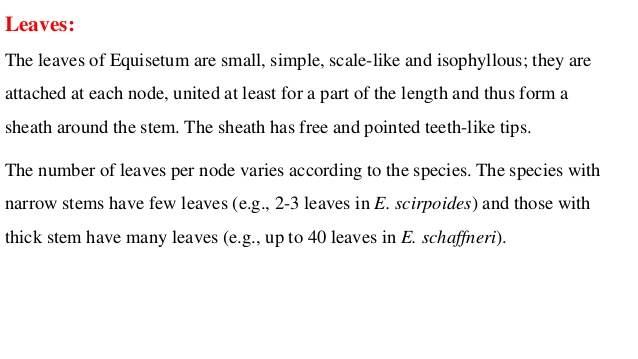 Leaves:
The leaves of Equisetum are small, simple, scale-like and isophyllous; they are
attached at each node, united at least for a part of the length and thus form a
sheath around the stem. The sheath has free and pointed teeth-like tips.
The number of leaves per node varies according to the species. The species with
narrow stems have few leaves (e.g., 2-3 leaves in E. scirpoides) and those with
thick stem have many leaves (e.g., up to 40 leaves in E. schaffneri).